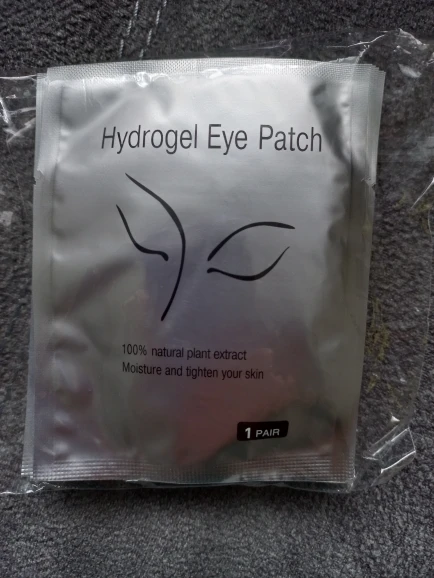 Hydrogel Eye Patch
100% natural plant extract
Moisture and tighten your skin
1 PAIR